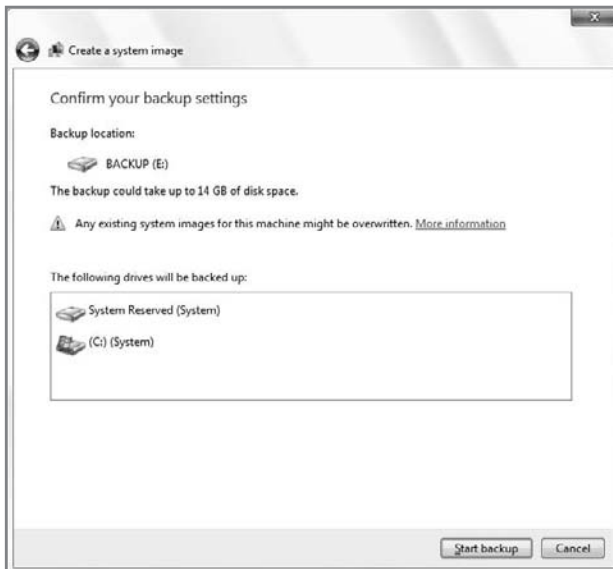 Create a system image
Confirm your backup settings
Backup location:
BACKUP (E:)
The backup could take up to 14 GB of disk space.
Any existing system images for this machine might be overwritten. More information
The following drives will be backed up:
System Reserved (System)
(C:) (System)
Start backup Cancel